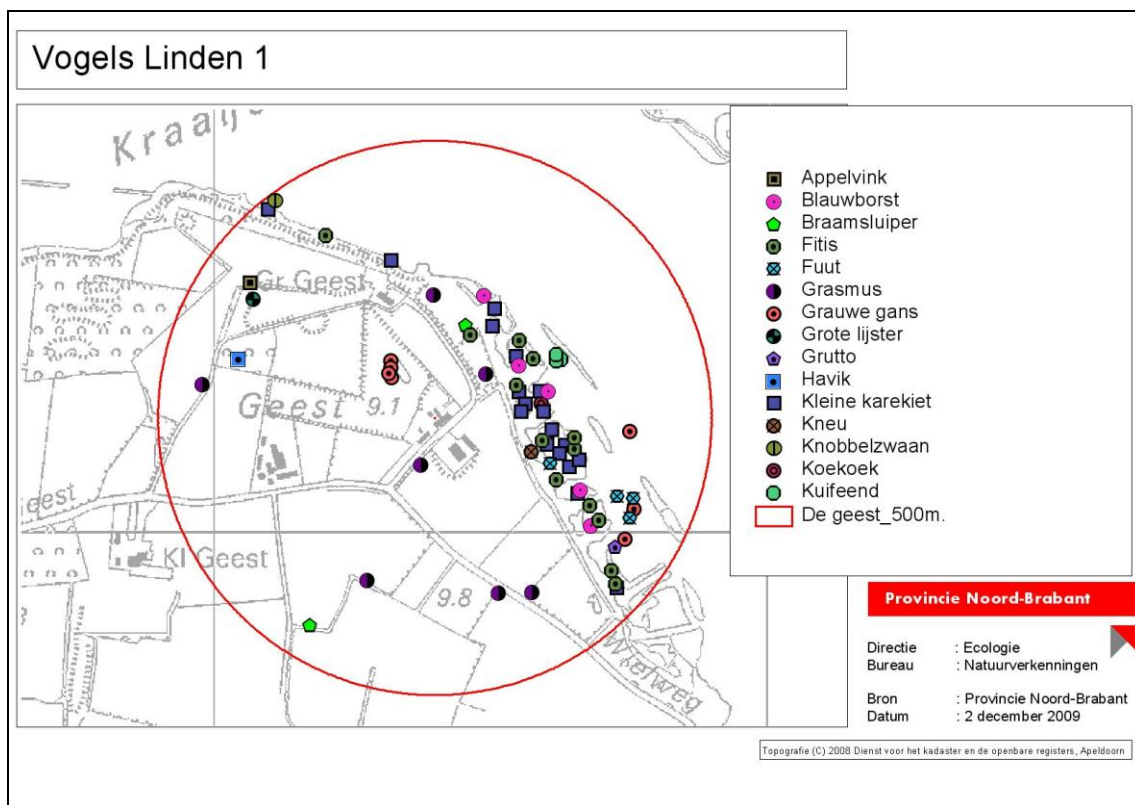 Vogels Linden 1
Kraaij
Gr Geest
Geest 9.1
eest
Kl Geest
9.8
Wielweg
Appelvink
Blauwborst
Braamsluiper
Fitis
Fuut
Grasmus
Grauwe gans
Grote lijster
Grutto
Havik
Kleine karekiet
Kneu
Knobbelzwaan
Koekoek
Kuifeend
De geest_500m.
Provincie Noord-Brabant
Directie : Ecologie
Bureau : Natuurverkenningen
Bron : Provincie Noord-Brabant
Datum : 2 december 2009
Topografie (C) 2008 Dienst voor het kadaster en de openbare registers, Apeldoorn